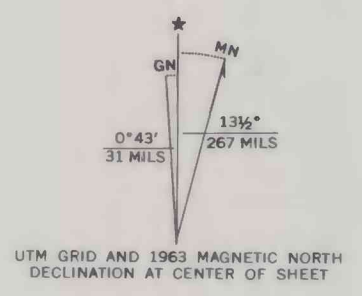 ★
MN
GN
13½°
0°43'
267 MILS
31 MILS
UTM GRID AND 1963 MAGNETIC NORTH
DECLINATION AT CENTER OF SHEET